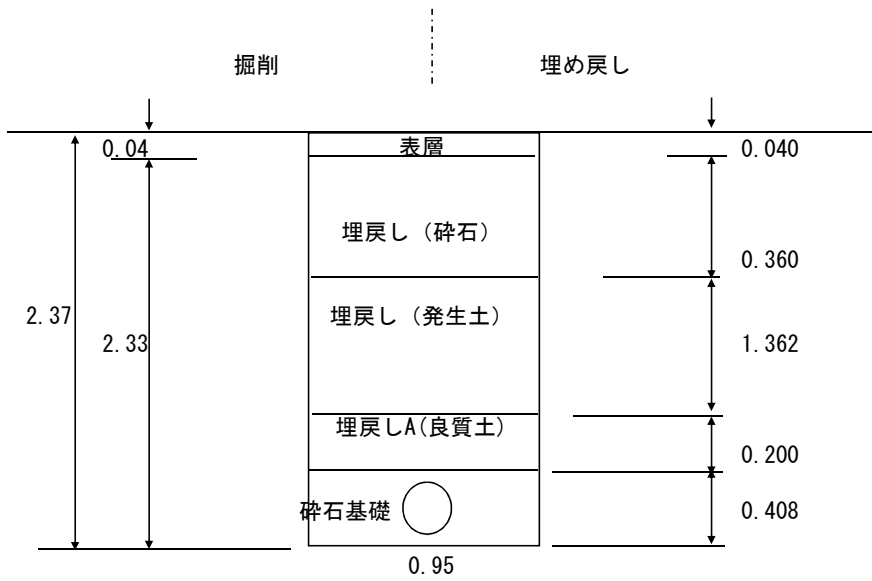 掘削 埋め戻し
0.04 表層 0.040
埋戻し（砕石）
0.360
2.37 埋戻し（発生土）
2.33 1.362
埋戻しA(良質土)
0.200
砕石基礎 0.408
0.95